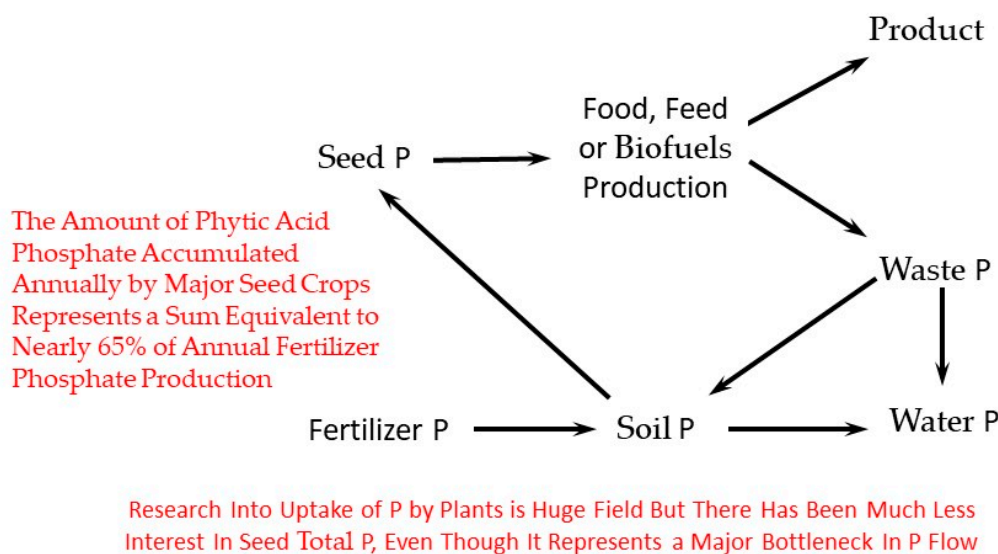 Product
Food, Feed
or Biofuels
Production
Seed P
The Amount of Phytic Acid
Phosphate Accumulated
Annually by Major Seed Crops
Represents a Sum Equivalent to
Nearly 65% of Annual Fertilizer
Phosphate Production
Waste P
Fertilizer P
Soil P
Water P
Research Into Uptake of P by Plants is Huge Field But There Has Been Much Less
Interest In Seed Total P, Even Though It Represents a Major Bottleneck In P Flow